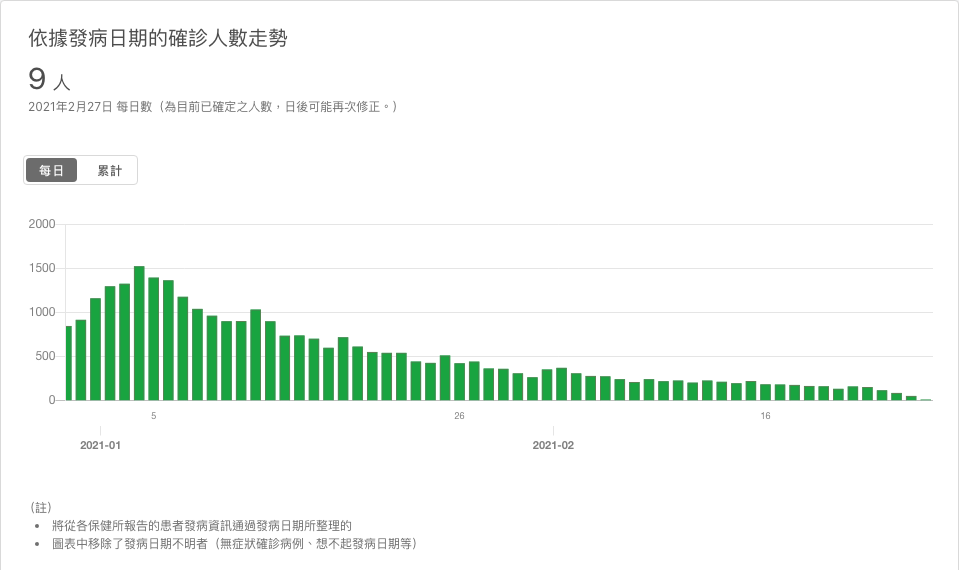 依據發病日期的確診人數走勢
9 人
2021年2月27日 每日數（為目前已確定之人數，日後可能再次修正。）
每日 累計
2000
1500
1000
500
0
5 26 16
2021-01 2021-02
（註）
• 將從各保健所報告的患者發病資訊通過發病日期所整理的
• 圖表中移除了發病日期不明者（無症狀確診病例、想不起發病日期等）